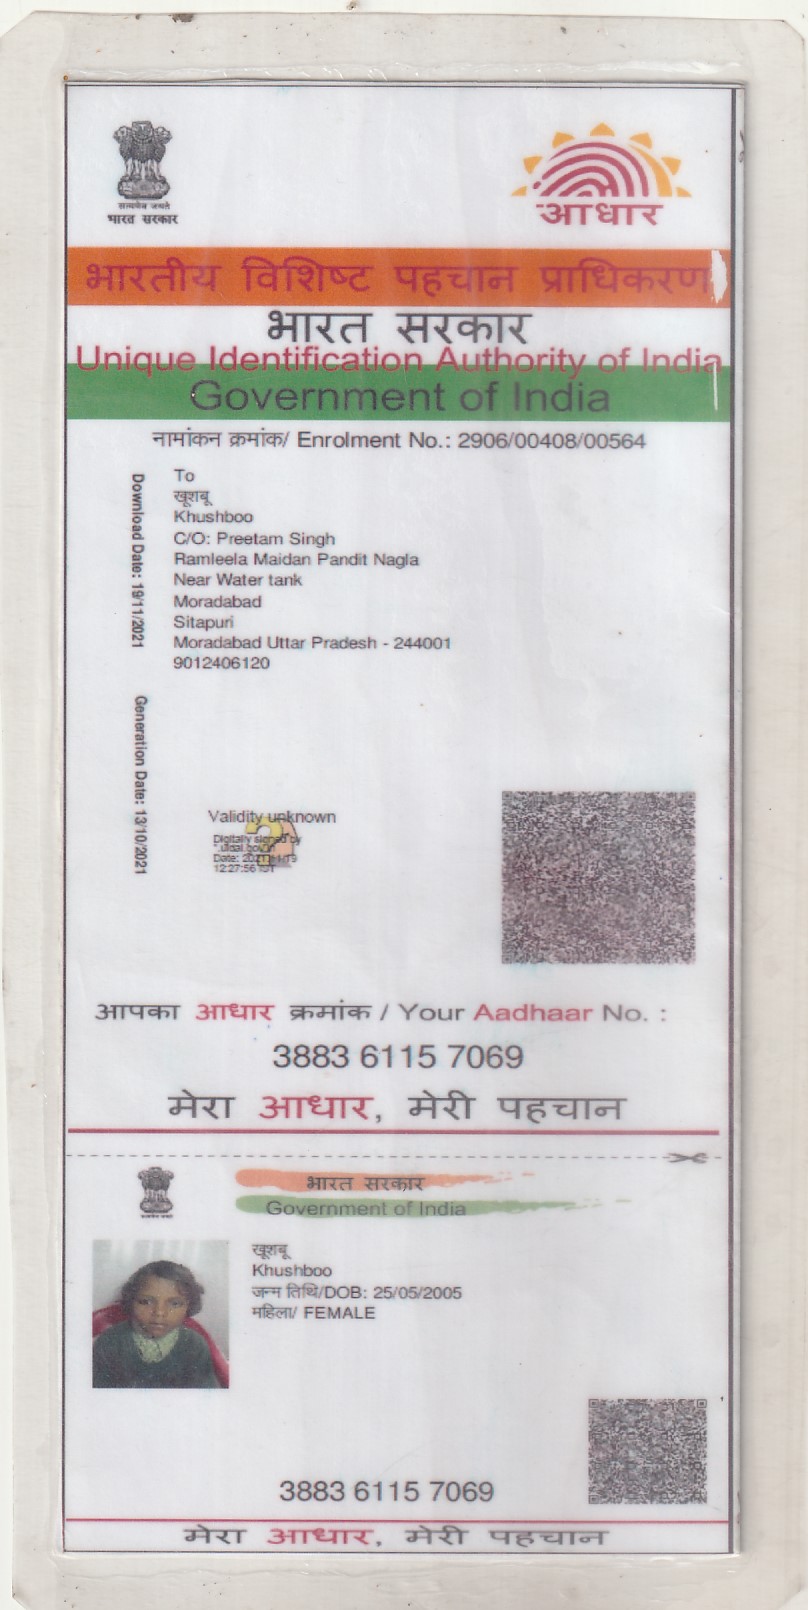 सत्यमेव जयते
भारत सरकार
आधार
भारतीय विशिष्ट पहचान प्राधिकरण
भारत सरकार
Unique Identification Authority of India
Government of India
नामांकन क्रमांक/ Enrolment No.: 2906/00408/00564
To
खूशबू
Khushboo
C/O: Preetam Singh
Ramleela Maidan Pandit Nagla
Near Water tank
Moradabad
Sitapuri
Moradabad Uttar Pradesh - 244001
9012406120
Download Date: 19/11/2021
Generation Date: 13/10/2021
Validity unknown
Digitally signed by
Date:
12:27:56
आपका आधार क्रमांक / Your Aadhaar No. :
3883 6115 7069
मेरा आधार, मेरी पहचान
भारत सरकार
Government of India
खूशबू
Khushboo
जन्म तिथि/DOB: 25/05/2005
महिला/ FEMALE
3883 6115 7069
मेरा आधार, मेरी पहचान